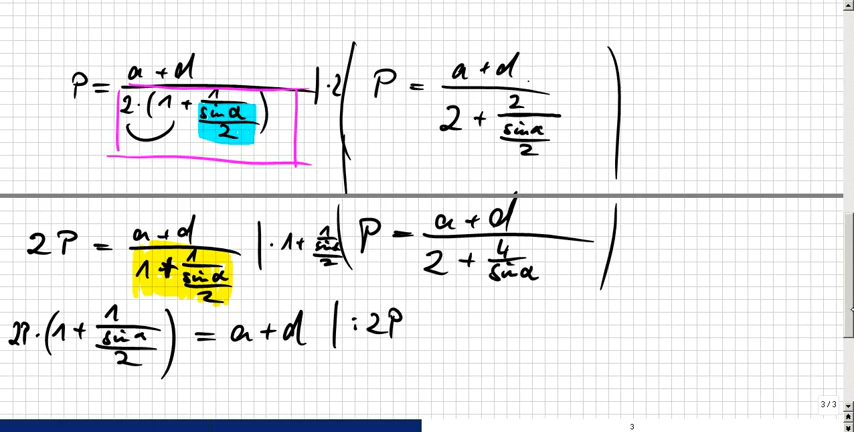 P = (a + d) / (2 · (1 + 1/(sin α/2))) | · 2 ( P = (a + d) / (2 + 2/(sin α/2)) )
2P = (a + d) / (1 + 1/(sin α/2)) | · 1 + 1/(sin α/2) ( P = (a + d) / (2 + 4/sin α) )
2P · (1 + 1/(sin α/2)) = a + d | : 2P
3/3
3